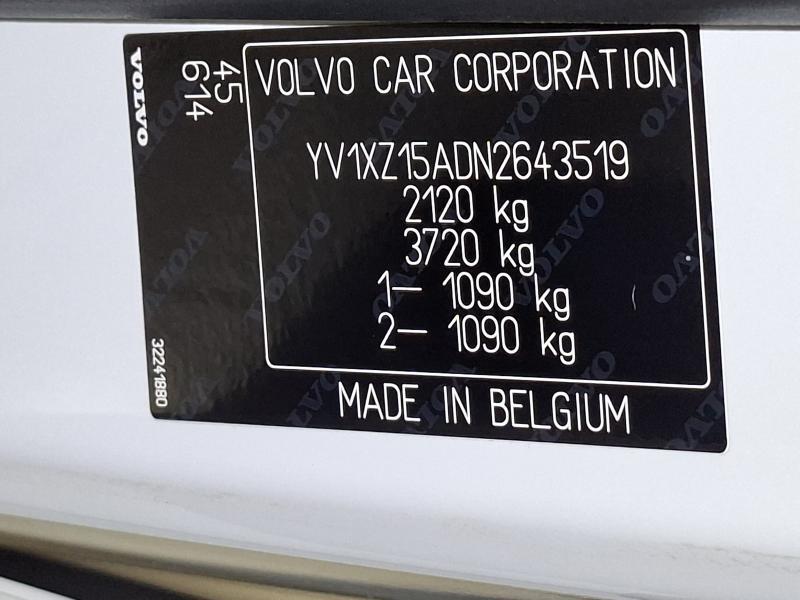 VOLVO
45
614
VOLVO CAR CORPORATION
YV1XZ15ADN2643519
2120 kg
3720 kg
1— 1090 kg
2— 1090 kg
32241880
MADE IN BELGIUM